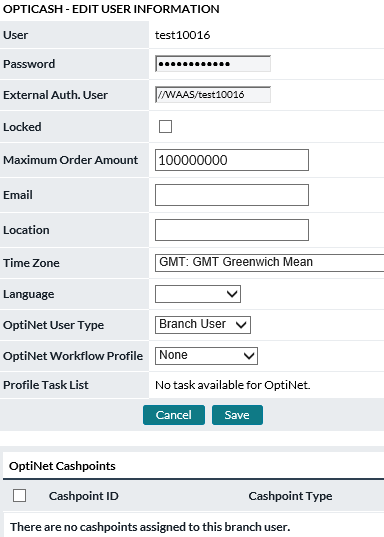 OPTICASH - EDIT USER INFORMATION
User test10016
Password ••••••••••••
External Auth. User //WAAS/test10016
Locked
Maximum Order Amount 100000000
Email
Location
Time Zone GMT: GMT Greenwich Mean
Language
OptiNet User Type Branch User
OptiNet Workflow Profile None
Profile Task List No task available for OptiNet.
Cancel Save
OptiNet Cashpoints
Cashpoint ID Cashpoint Type
There are no cashpoints assigned to this branch user.